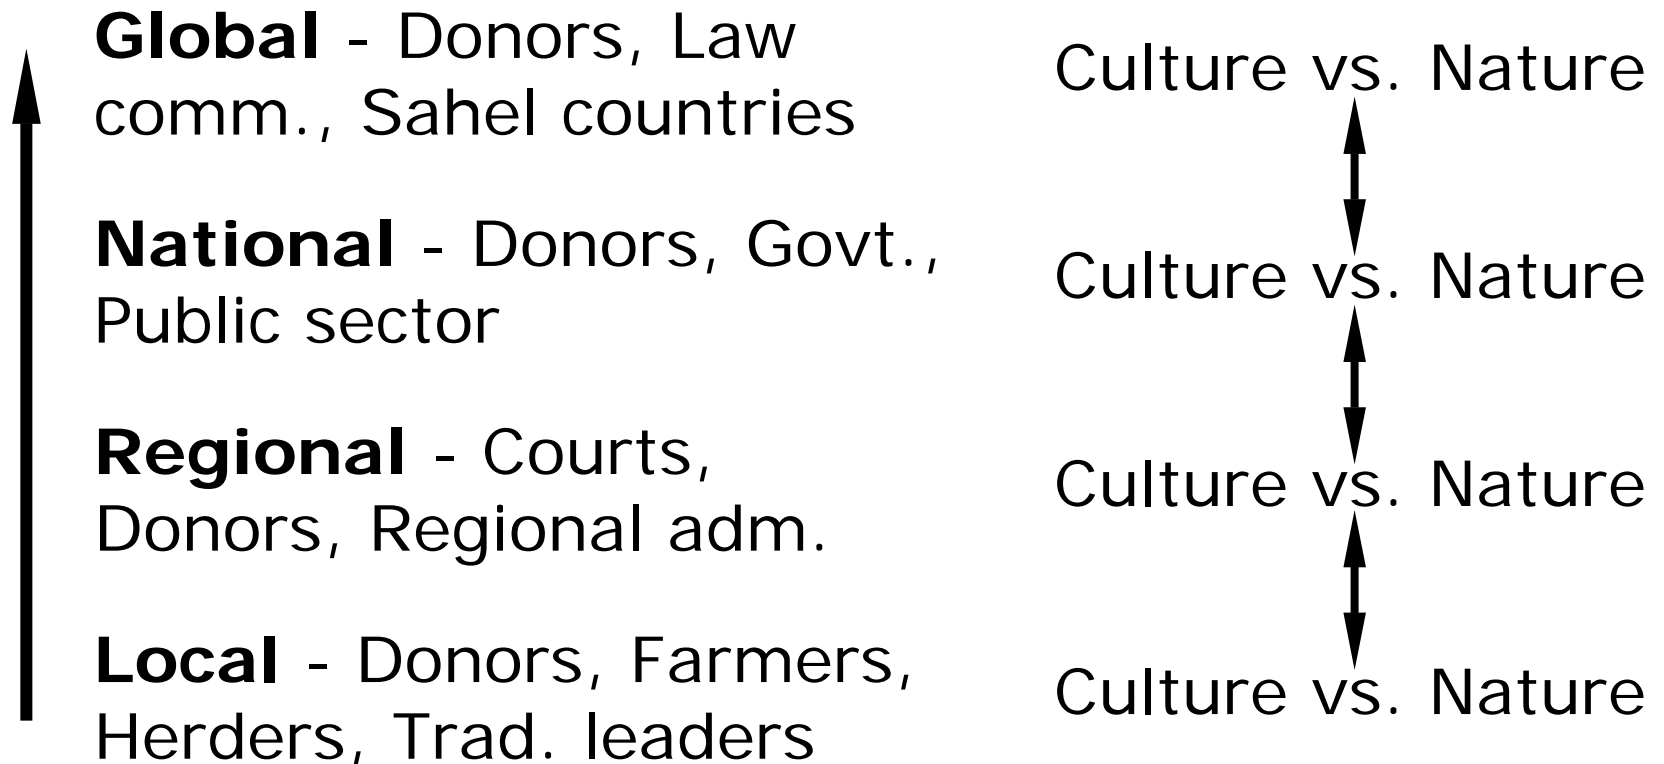 Global - Donors, Law
comm., Sahel countries
Culture vs. Nature
National - Donors, Govt.,
Public sector
Culture vs. Nature
Regional - Courts,
Donors, Regional adm.
Culture vs. Nature
Local - Donors, Farmers,
Herders, Trad. leaders
Culture vs. Nature